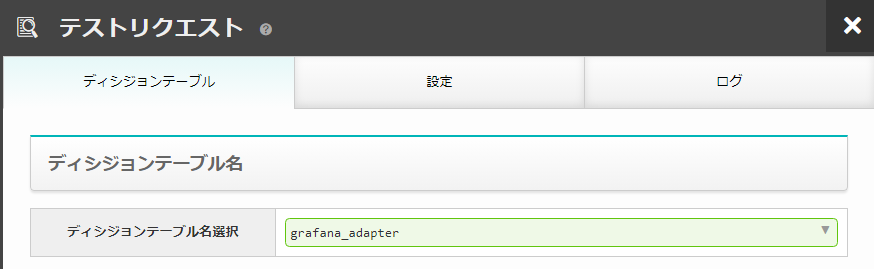 テストリクエスト
ディシジョンテーブル 設定 ログ
ディシジョンテーブル名
ディシジョンテーブル名選択 grafana_adapter